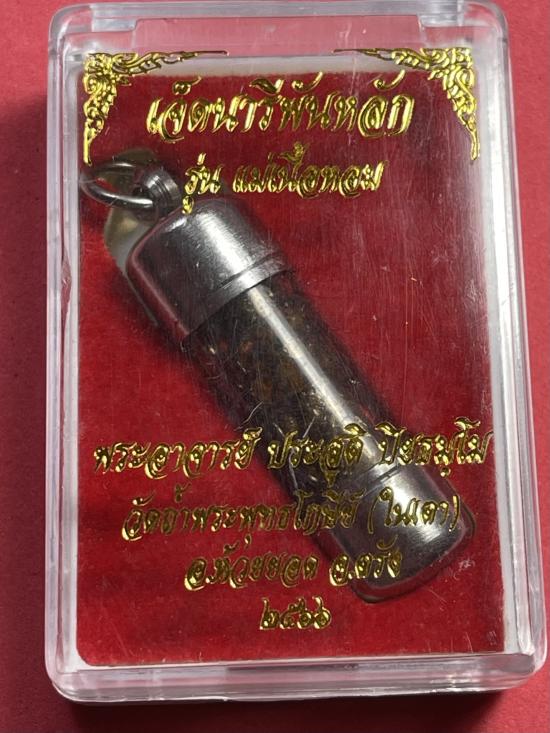 เจ็ดนารีพันหลัก
รุ่น แม่เนื้อหอม
พระอาจารย์ ประสูติ ปิยธมฺโม
วัดถ้ำพระพุทธโกษีย์ (ในเตา)
อ.ห้วยยอด จ.ตรัง
๒๕๖๖